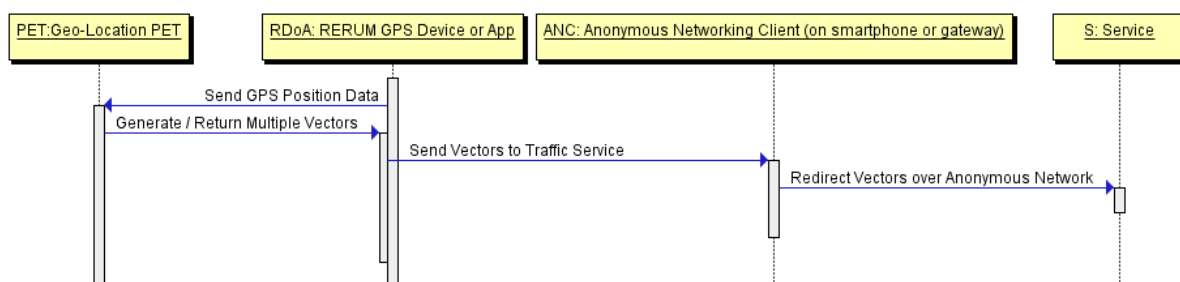 PET:Geo-Location PET
RDoA: RERUM GPS Device or App
ANC: Anonymous Networking Client (on smartphone or gateway)
S: Service
Send GPS Position Data
Generate / Return Multiple Vectors
Send Vectors to Traffic Service
Redirect Vectors over Anonymous Network